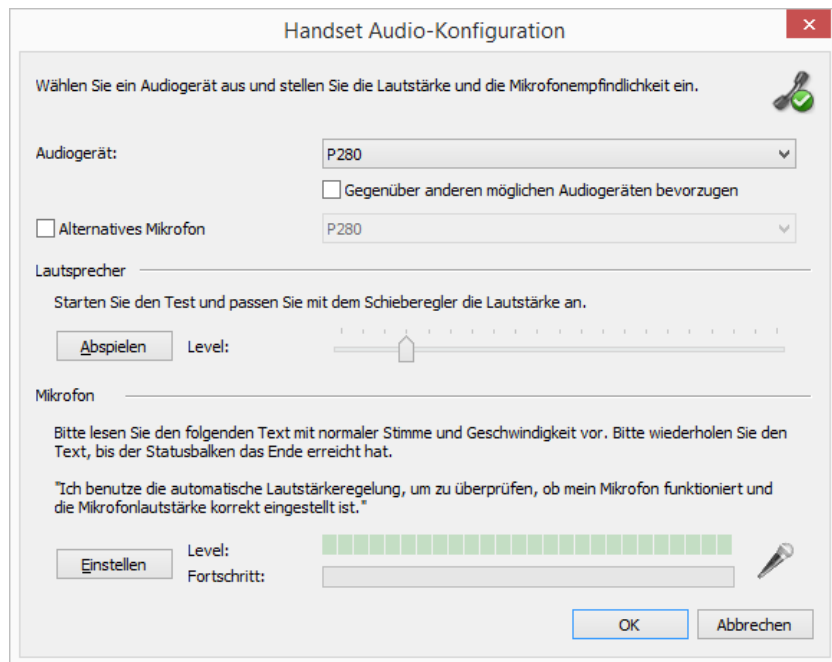 Handset Audio-Konfiguration
Wählen Sie ein Audiogerät aus und stellen Sie die Lautstärke und die Mikrofonempfindlichkeit ein.
Audiogerät:
P280
Gegenüber anderen möglichen Audiogeräten bevorzugen
Alternatives Mikrofon
P280
Lautsprecher
Starten Sie den Test und passen Sie mit dem Schieberegler die Lautstärke an.
Abspielen
Level:
Mikrofon
Bitte lesen Sie den folgenden Text mit normaler Stimme und Geschwindigkeit vor. Bitte wiederholen Sie den
Text, bis der Statusbalken das Ende erreicht hat.
"Ich benutze die automatische Lautstärkeregelung, um zu überprüfen, ob mein Mikrofon funktioniert und
die Mikrofonlautstärke korrekt eingestellt ist."
Einstellen
Level:
Fortschritt:
OK
Abbrechen